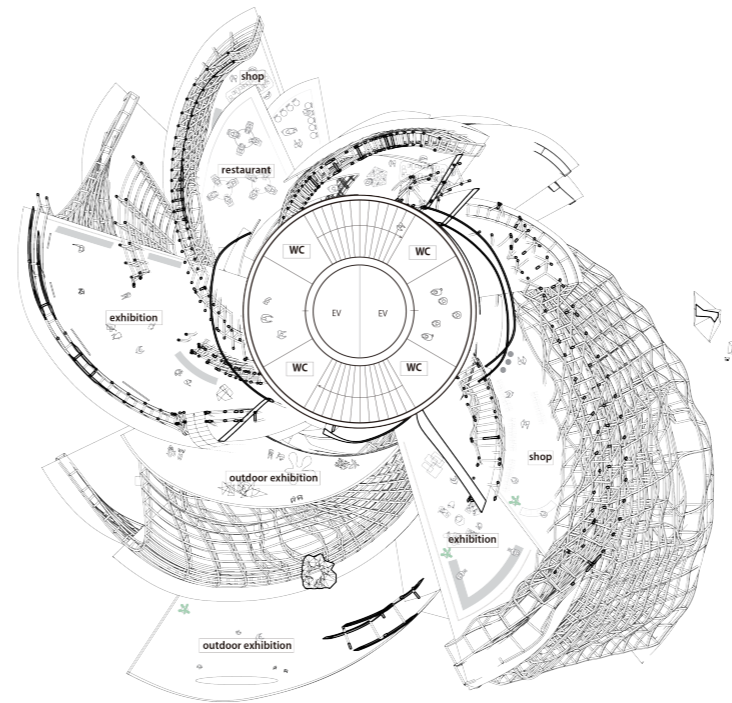 shop
restaurant
WC
WC
EV
EV
exhibition
WC
WC
shop
outdoor exhibition
exhibition
outdoor exhibition